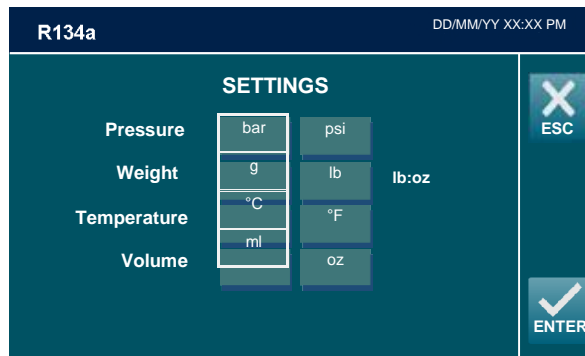 R134a DD/MM/YY XX:XX PM
SETTINGS
Pressure bar psi
Weight g lb lb:oz
Temperature °C °F
Volume ml oz
ESC
ENTER